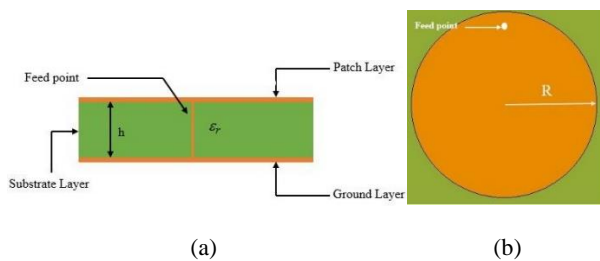 Feed point
Patch Layer
h
εr
Substrate Layer
Ground Layer
(a)
Feed point
R
(b)